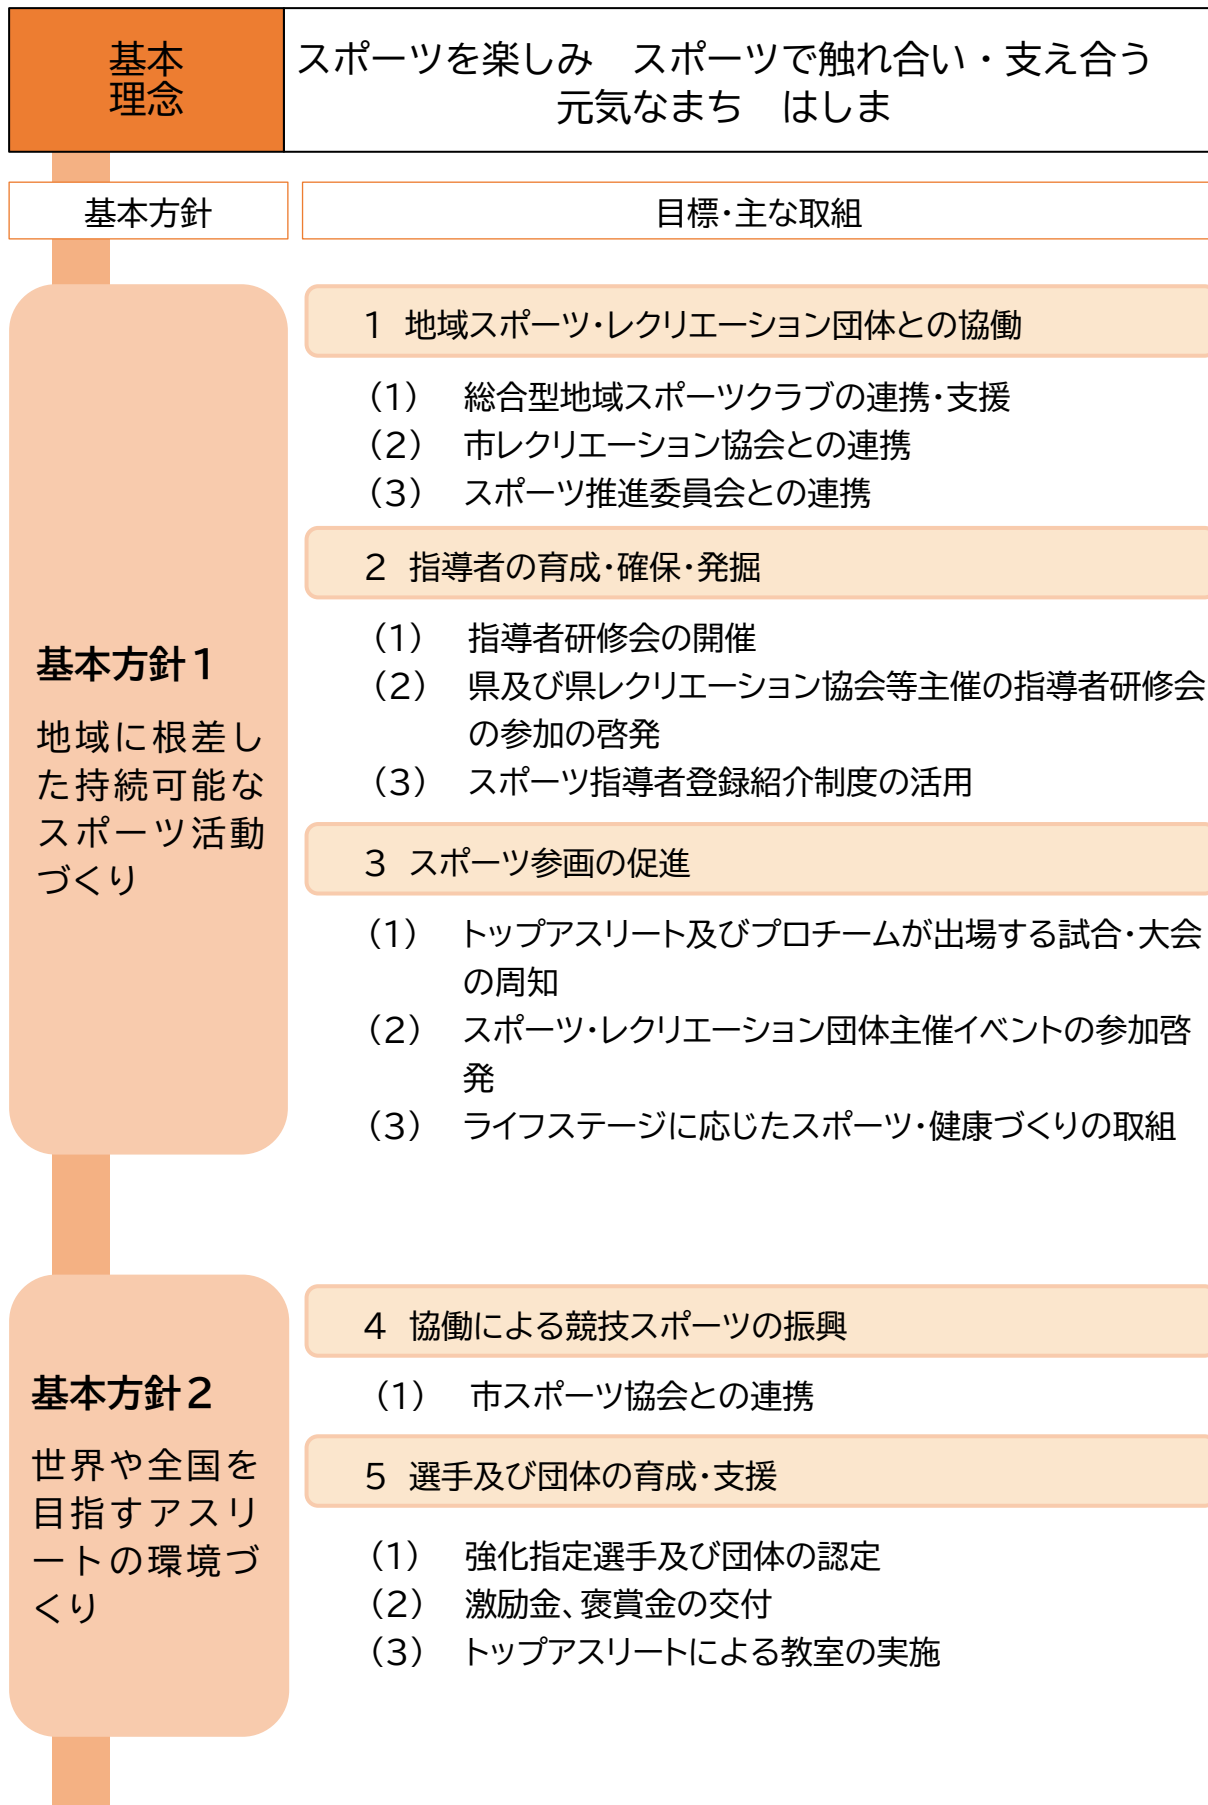 基本
理念
スポーツを楽しみ　スポーツで触れ合い・支え合う
元気なまち　はしま
基本方針
目標・主な取組
基本方針１
地域に根差し
た持続可能な
スポーツ活動
づくり
１ 地域スポーツ・レクリエーション団体との協働
（１） 総合型地域スポーツクラブの連携・支援
（２） 市レクリエーション協会との連携
（３） スポーツ推進委員会との連携
２ 指導者の育成・確保・発掘
（１） 指導者研修会の開催
（２） 県及び県レクリエーション協会等主催の指導者研修会
の参加の啓発
（３） スポーツ指導者登録紹介制度の活用
３ スポーツ参画の促進
（１） トップアスリート及びプロチームが出場する試合・大会
の周知
（２） スポーツ・レクリエーション団体主催イベントの参加啓
発
（３） ライフステージに応じたスポーツ・健康づくりの取組
基本方針２
世界や全国を
目指すアスリ
ートの環境づ
くり
４ 協働による競技スポーツの振興
（１） 市スポーツ協会との連携
５ 選手及び団体の育成・支援
（１） 強化指定選手及び団体の認定
（２） 激励金、褒賞金の交付
（３） トップアスリートによる教室の実施